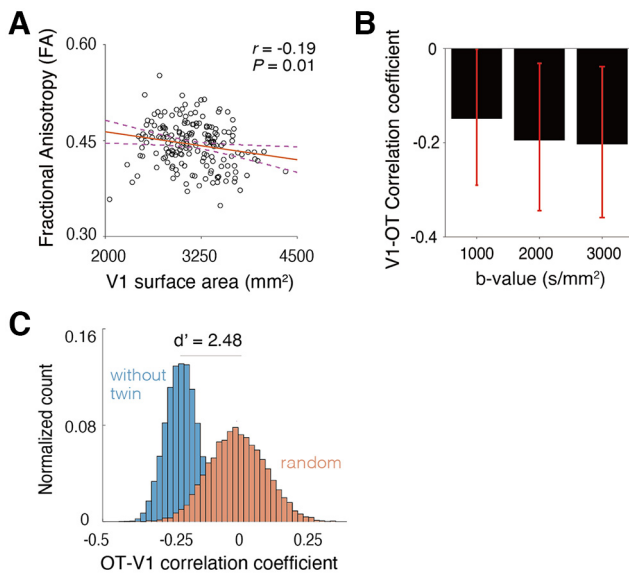 A
Fractional Anisotropy (FA)
0.60
0.45
0.30
r = -0.19
P = 0.01
2000
3250
4500
V1 surface area (mm²)
B
V1-OT Correlation coefficient
0
-0.2
-0.4
1000
2000
3000
b-value (s/mm²)
C
Normalized count
0.16
0.08
0
d' = 2.48
without
twin
random
-0.5
-0.25
0
0.25
OT-V1 correlation coefficient